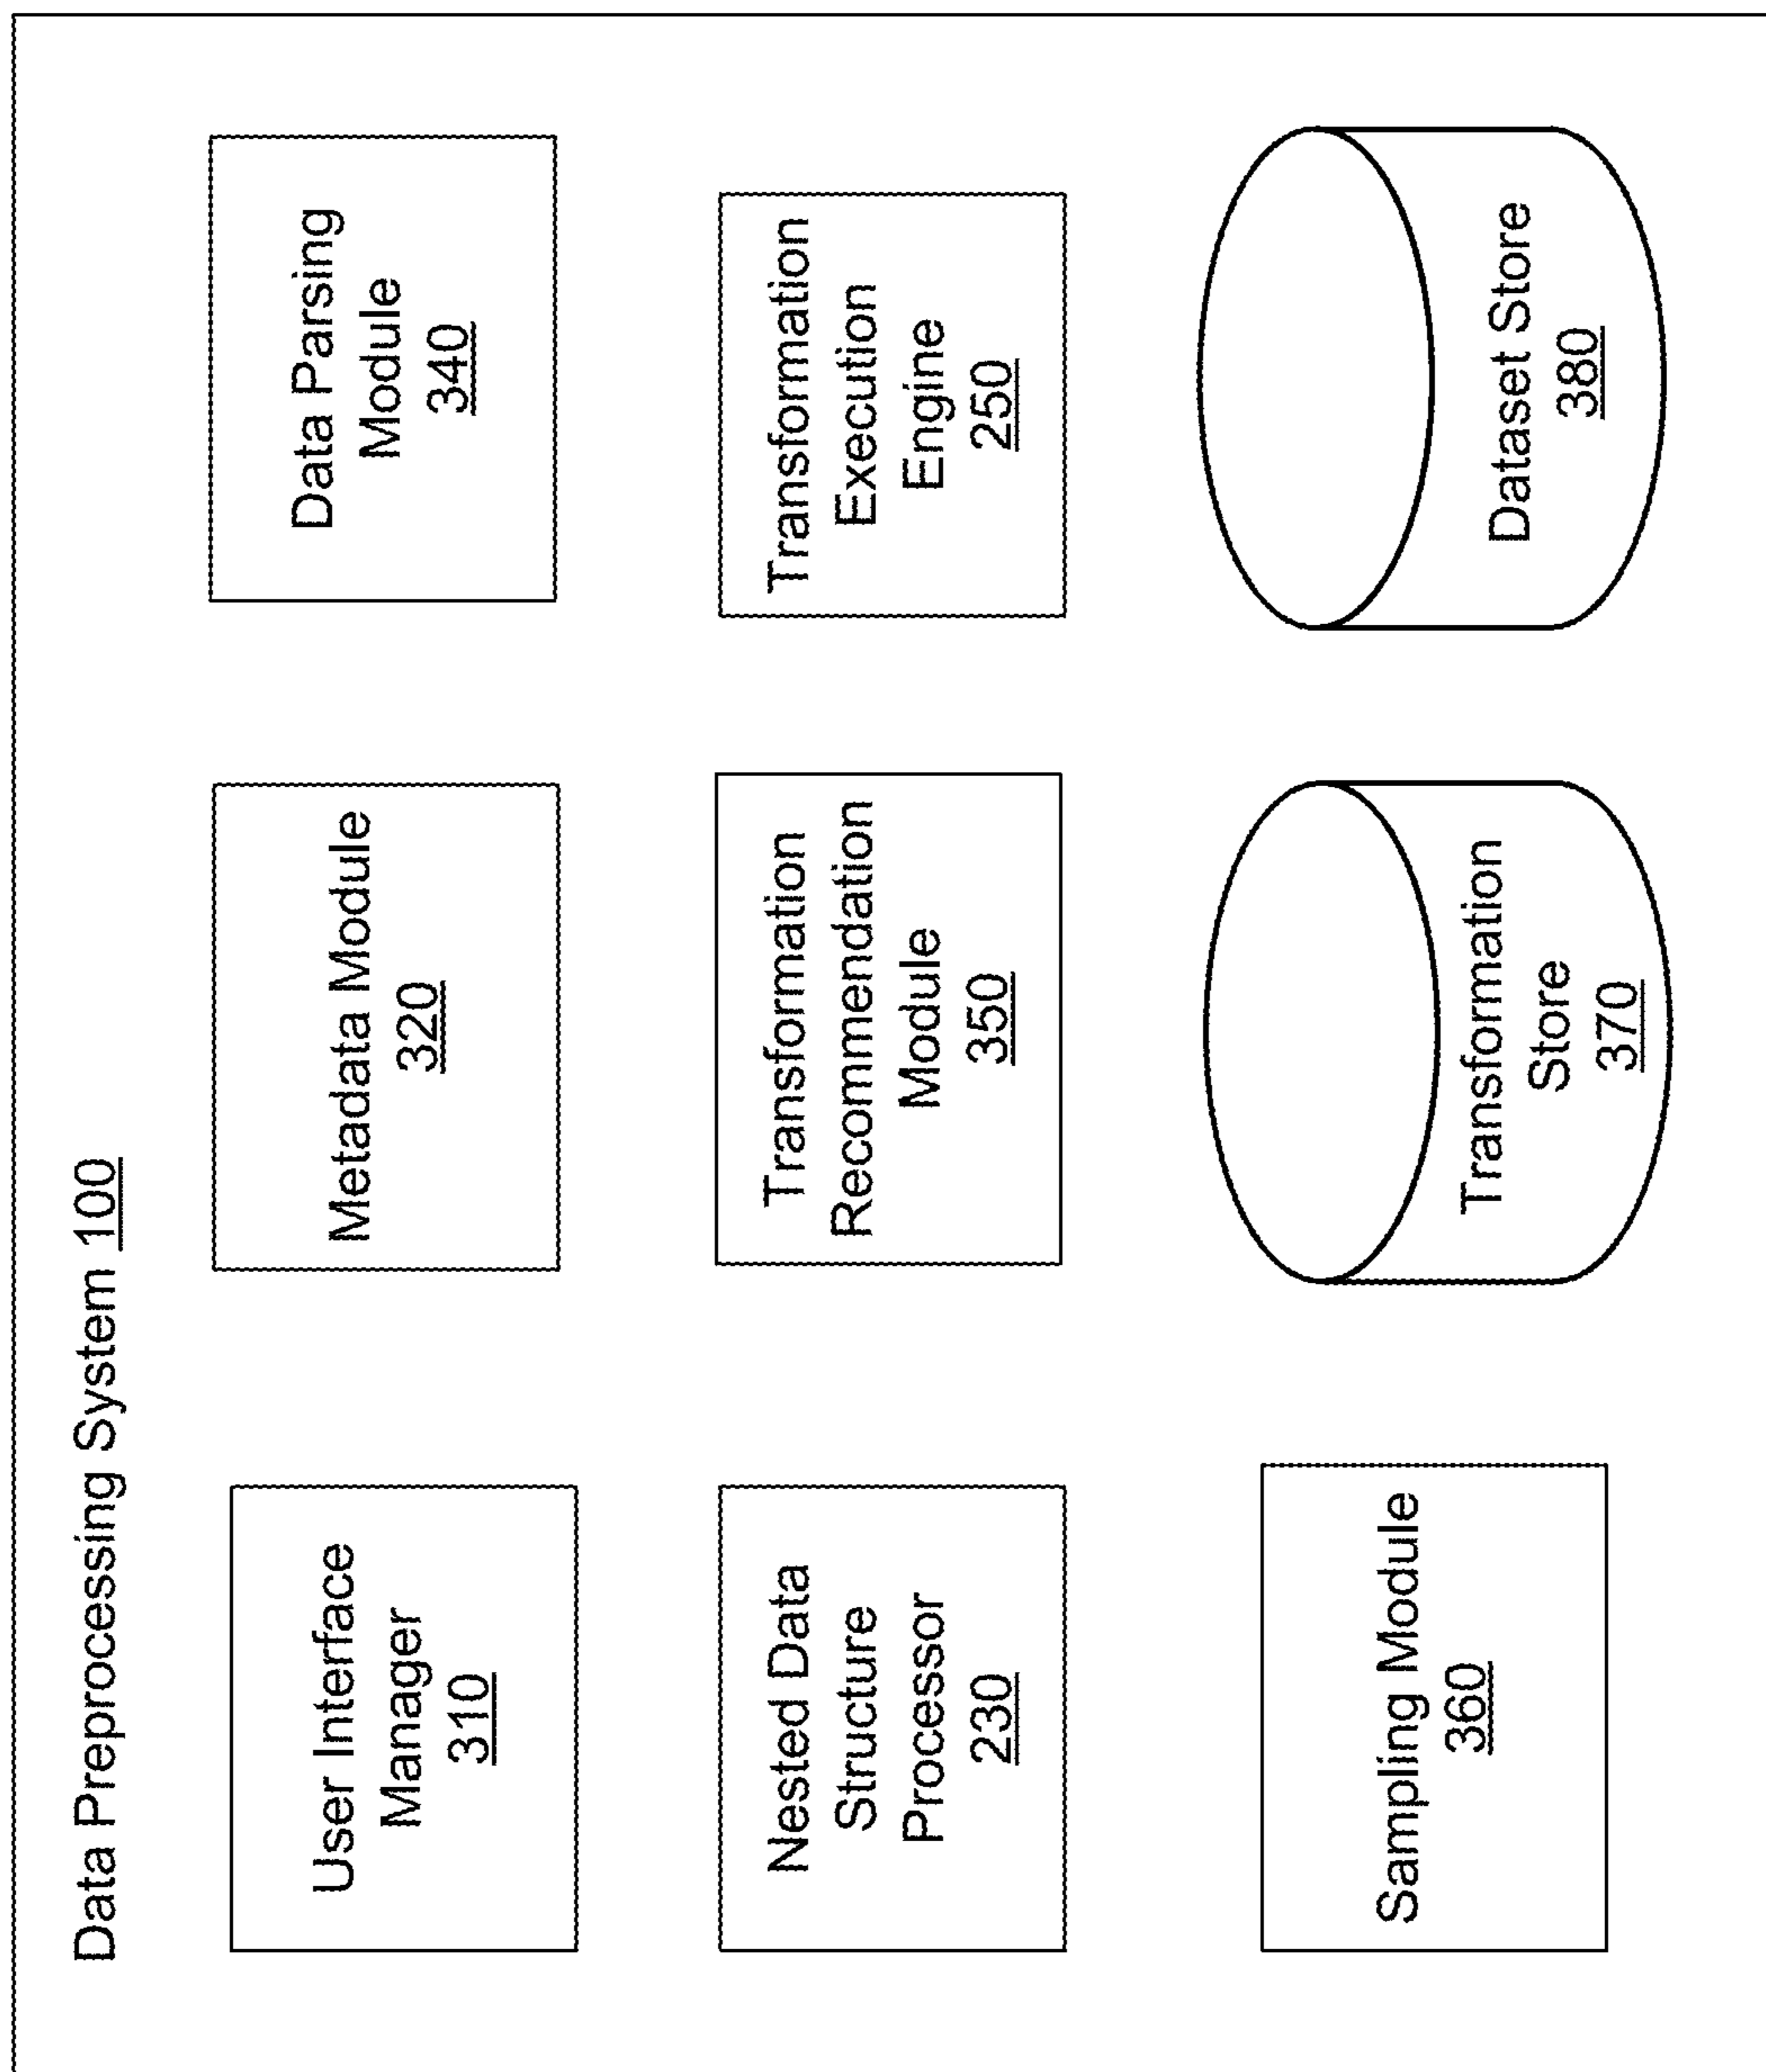 Data Preprocessing System 100
User Interface
Manager
310
Metadata Module
320
Data Parsing
Module
340
Nested Data
Structure
Processor
230
Transformation
Recommendation
Module
350
Transformation
Execution
Engine
250
Sampling Module
360
Transformation
Store
370
Dataset Store
380